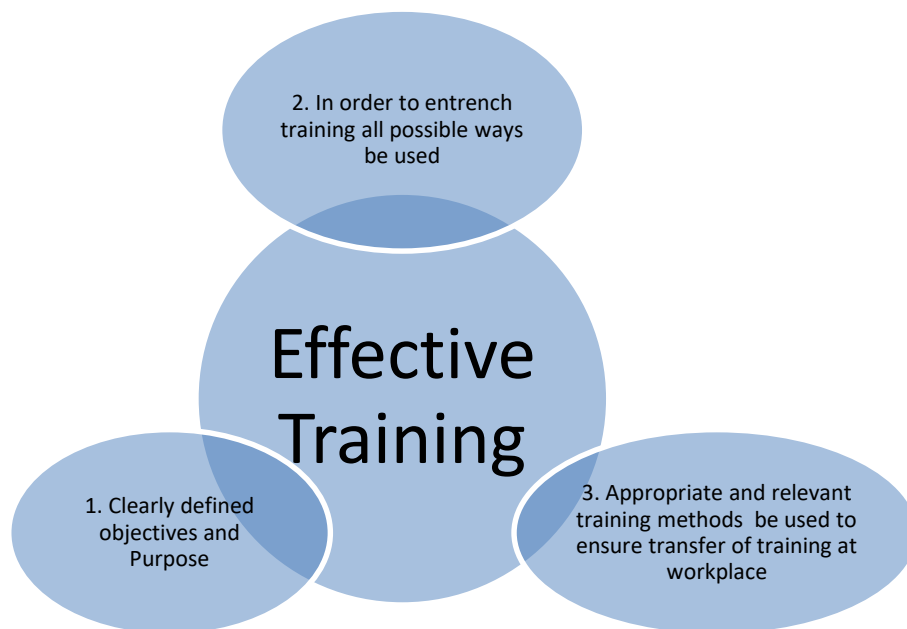 2. In order to entrench
training all possible ways
be used
Effective
Training
1. Clearly defined
objectives and
Purpose
3. Appropriate and relevant
training methods  be used to
ensure transfer of training at
workplace